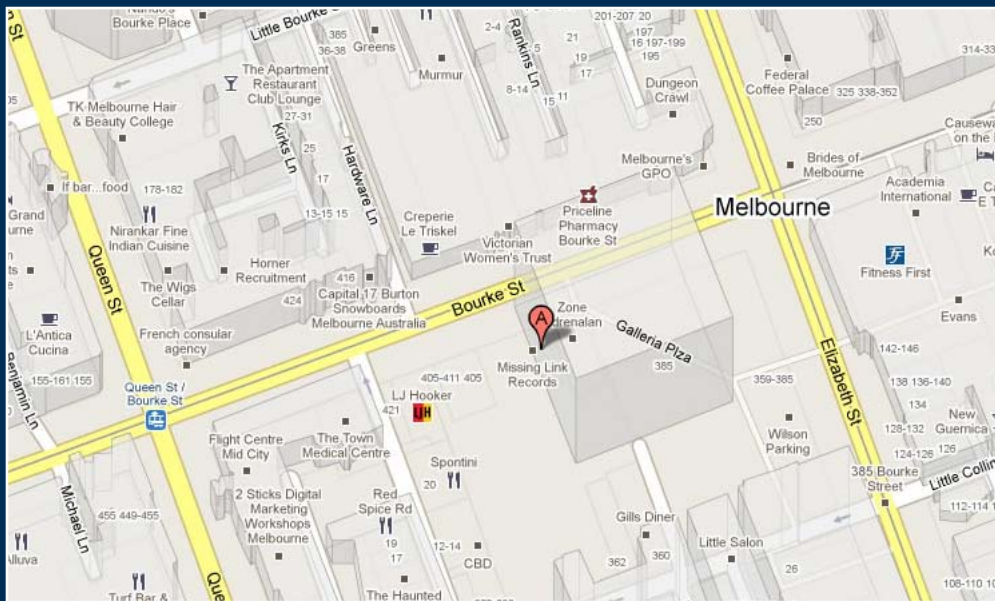 Nando's
Bourke Place
Little Bourke St
385
36-38
Greens
2-4
Rankins Ln
5
21
19
17
201-207 20
197
16 197-199
195
314-33
The Apartment
Restaurant
Club Lounge
27-31
Murmur
8-14
15 11
Dungeon
Crawl
Federal
Coffee Palace
325 338-352
250
TK Melbourne Hair
& Beauty College
Kirks Ln
25
17
Hardware Ln
Melbourne's
GPO
Brides of
Melbourne
Causeway
on the
If bar...food
178-182
13-15 15
Creperie
Le Triskel
Priceline
Pharmacy
Bourke St
Melbourne
Academia
International
Grand
Nirankar Fine
Indian Cuisine
Victorian
Women's Trust
Queen St
Horner
Recruitment
416
Fitness First
The Wigs
Cellar
424
Capital 17 Burton
Snowboards
Melbourne Australia
Bourke St
A
Zone
Adrenalan
Galleria Plza
Evans
L'Antica
Cucina
French consular
agency
Missing Link
Records
385
Elizabeth St
142-146
155-161 155
Benjamin Ln
Queen St /
Bourke St
LJ Hooker
405-411 405
LJH
421
359-385
138 136-140
134
128-132
124-126
126
New
Guernica
Flight Centre
Mid City
The Town
Medical Centre
Wilson
Parking
Spontini
20
385 Bourke
Street
Little Collin
Michael Ln
455 449-455
2 Sticks Digital
Marketing
Workshops
Melbourne
Red
Spice Rd
19
17
12-14
CBD
Gills Diner
362
360
Little Salon
26
112-114
Alluva
Turf Bar &
The Haunted
108-110